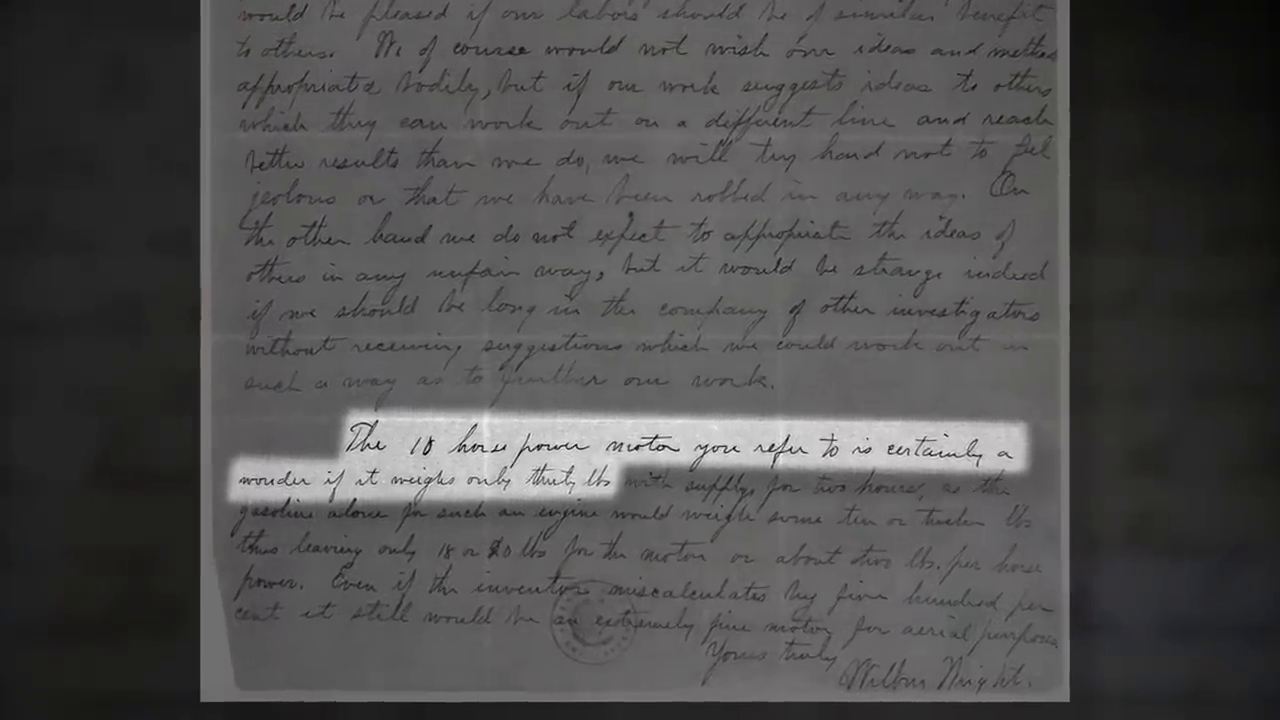 would be pleased if our labors should be of similar benefit
to others. We of course would not wish our ideas and methods
appropriated bodily, but if our work suggests ideas to others
which they can work out on a different line and reach
better results than we do, we will try hard not to feel
jealous or that we have been robbed in any way. On
the other hand we do not expect to appropriate the ideas of
others in any unfair way, but it would be strange indeed
if we should be long in the company of other investigators
without receiving suggestions which we could work out in
such a way as to further our work.
The 10 horse power motor you refer to is certainly a
wonder if it weighs only thirty lbs with supplys for two hours, as the
gasoline alone for such an engine would weigh some ten or twelve lbs
thus leaving only 18 or 20 lbs for the motor or about two lbs. per horse
power. Even if the inventor miscalculates by five hundred per
cent it still would be an extremely fine motor for aerial purposes.
Yours truly
Wilbur Wright.